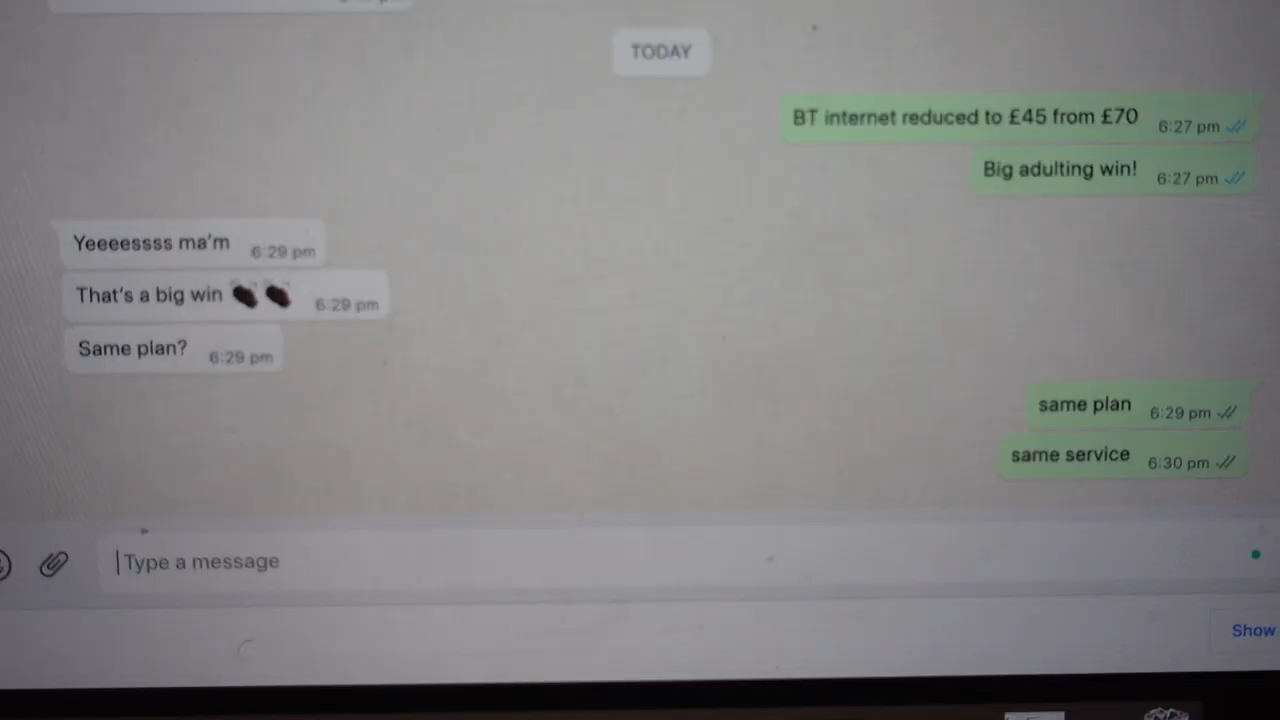 TODAY
BT internet reduced to £45 from £70 6:27 pm
Big adulting win! 6:27 pm
Yeeeessss ma'm 6:29 pm
That's a big win 6:29 pm
Same plan? 6:29 pm
same plan 6:29 pm
same service 6:30 pm
Type a message
Show